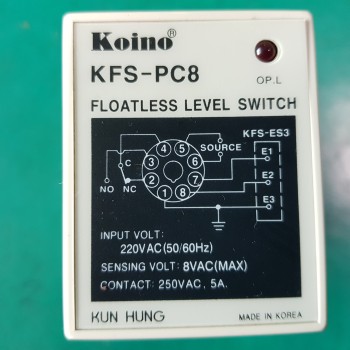 Koino®
KFS-PC8
OP.L
FLOATLESS LEVEL SWITCH
KFS-ES3
4 5
SOURCE
3 6
E1
C
2 7
E2
NO NC
1 8
E3
INPUT VOLT:
220VAC(50/60Hz)
SENSING VOLT: 8VAC(MAX)
CONTACT: 250VAC. 5A.
KUN HUNG
MADE IN KOREA